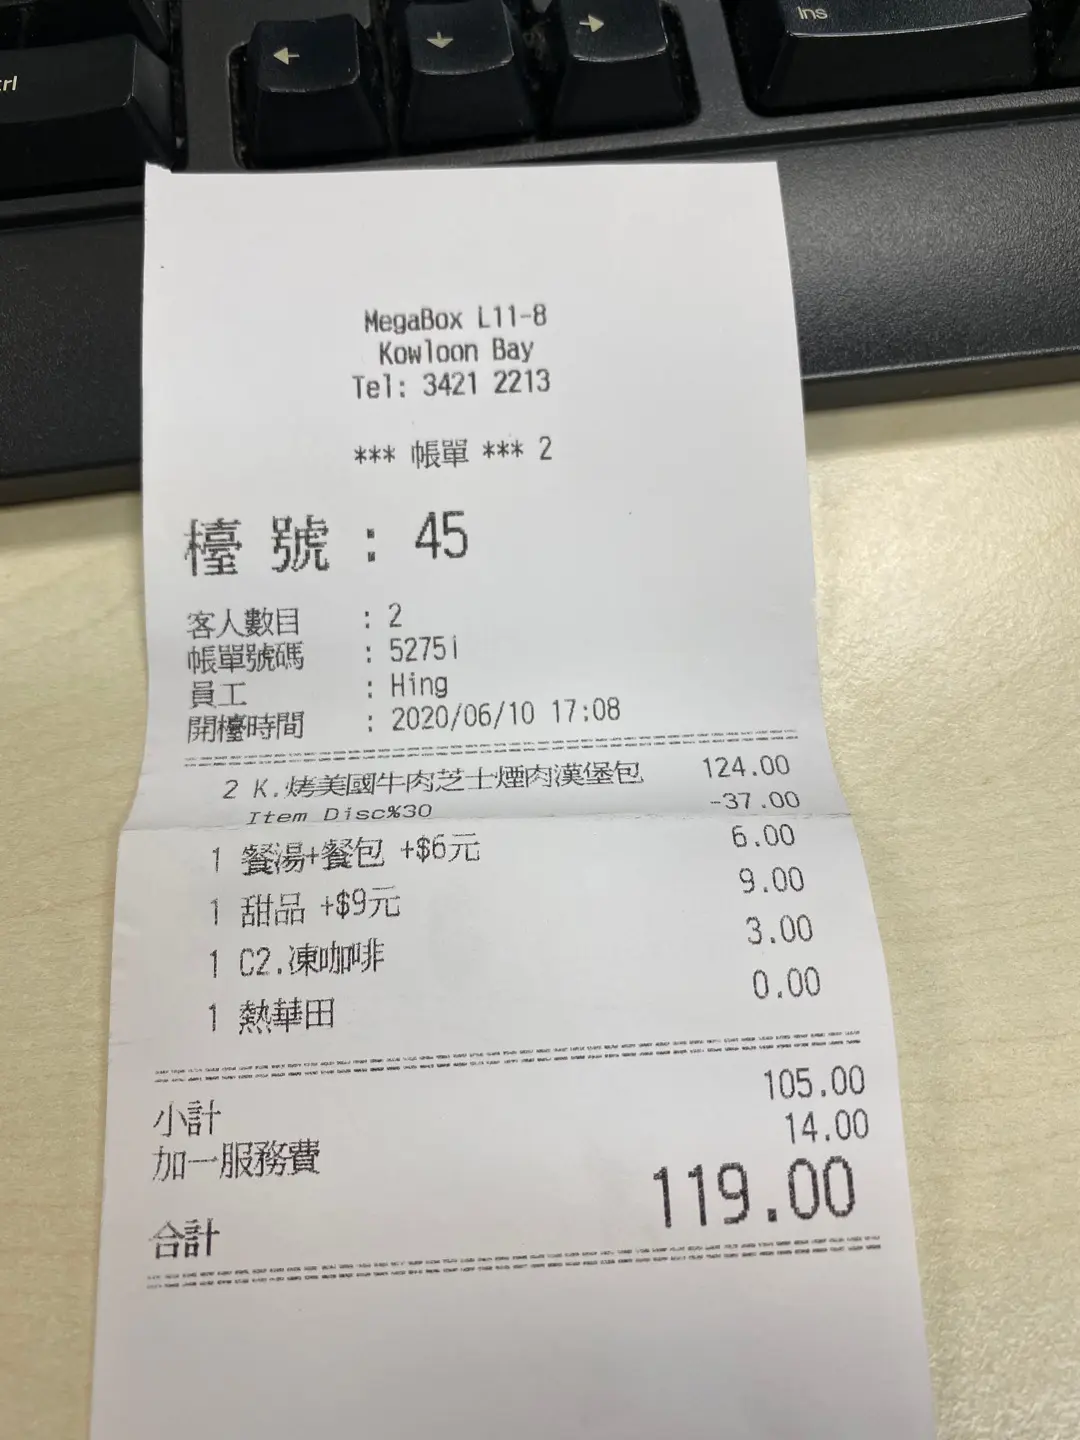 ←
↓
→
Ins
trl
MegaBox L11-8
Kowloon Bay
Tel: 3421 2213
*** 帳單 *** 2
檯號 : 45
客人數目 : 2
帳單號碼 : 5275i
員工 : Hing
開檯時間 : 2020/06/10 17:08
2 K.烤美國牛肉芝士煙肉漢堡包 124.00
Item Disc%30 -37.00
1 餐湯+餐包 +$6元 6.00
1 甜品 +$9元 9.00
1 C2.凍咖啡 3.00
1 熱華田 0.00
小計 105.00
加一服務費 14.00
合計 119.00